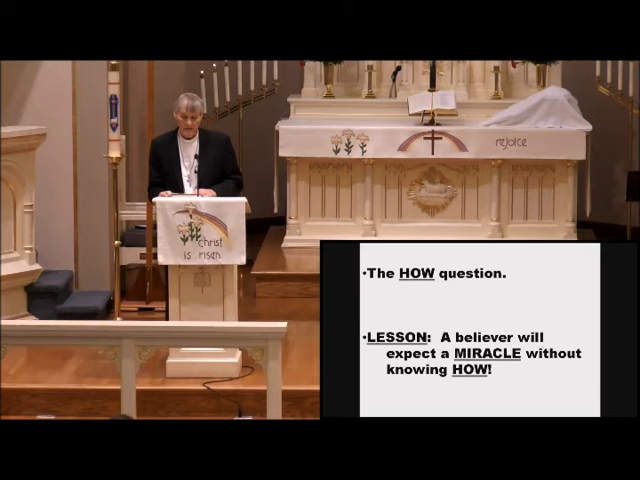 rejoice
christ
is risen
•The HOW question.
•LESSON: A believer will
expect a MIRACLE without
knowing HOW!